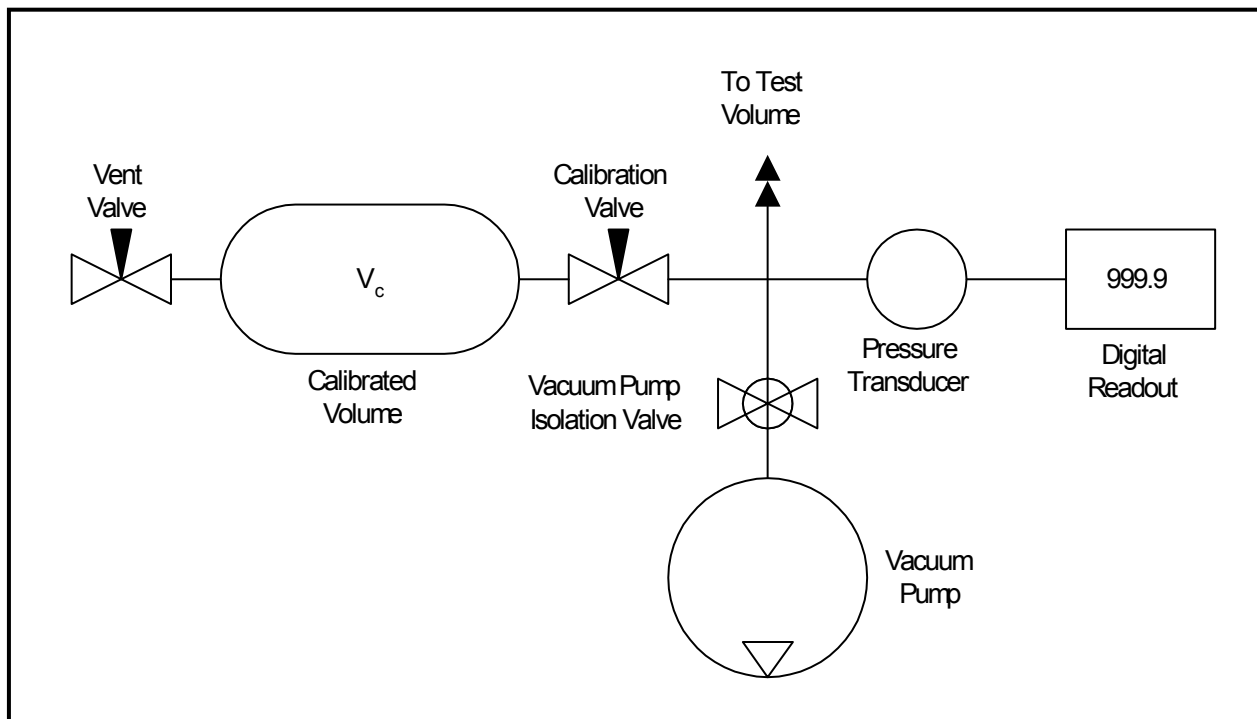 To Test
Volume
Vent
Valve
Calibration
Valve
Vc
999.9
Calibrated
Volume
Vacuum Pump
Isolation Valve
Pressure
Transducer
Digital
Readout
Vacuum
Pump